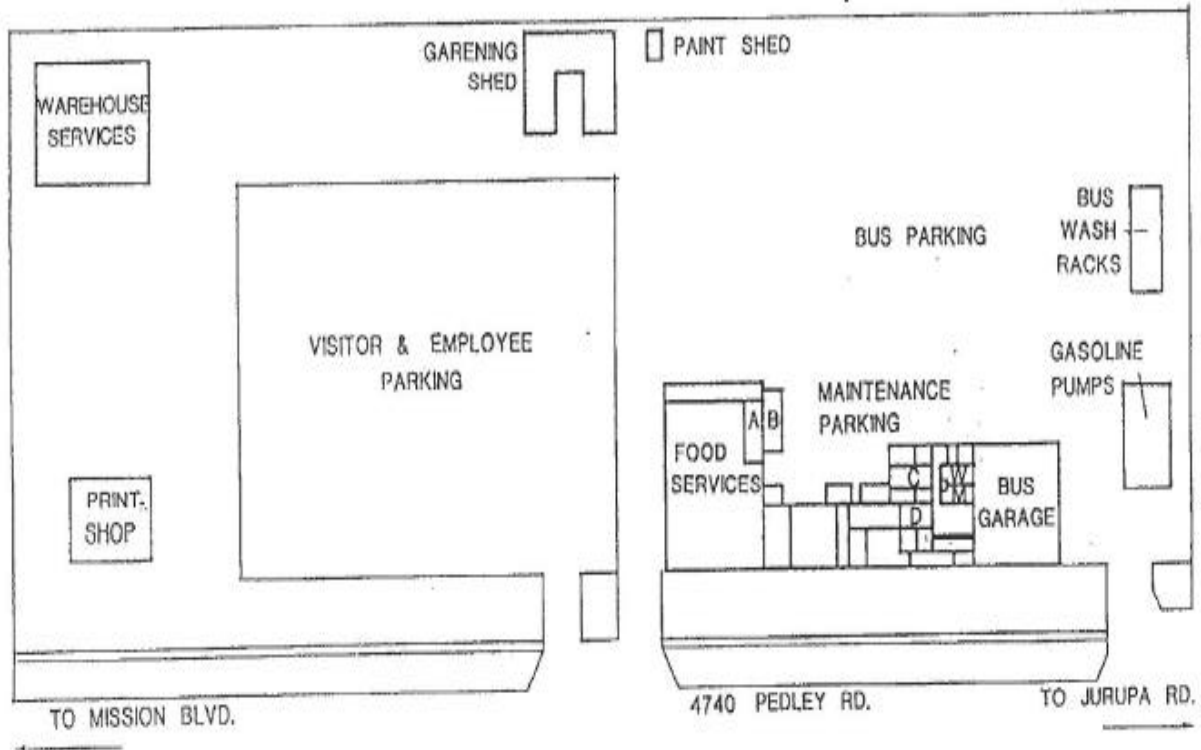 GARENING
SHED
PAINT SHED
WAREHOUSE
SERVICES
BUS
WASH
RACKS
BUS PARKING
VISITOR & EMPLOYEE
PARKING
GASOLINE
PUMPS
MAINTENANCE
PARKING
A B
FOOD
SERVICES
C
W
M
D
BUS
GARAGE
PRINT-
SHOP
TO MISSION BLVD.
4740 PEDLEY RD.
TO JURUPA RD.